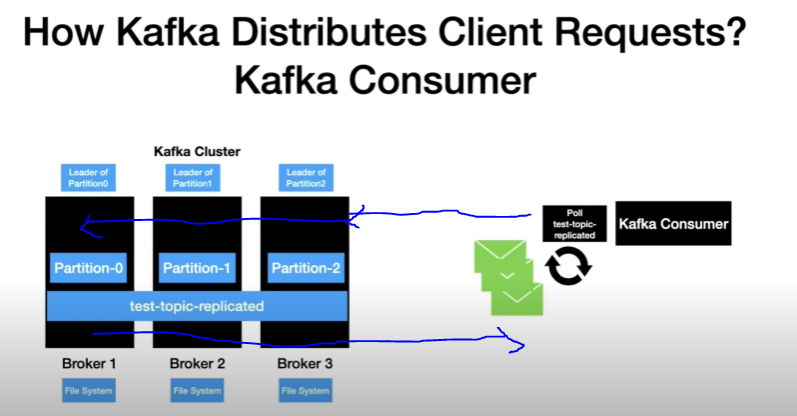 How Kafka Distributes Client Requests?
Kafka Consumer
Kafka Cluster
Leader of
Partition0
Leader of
Partition1
Leader of
Partition2
Poll
test-topic-
replicated
Kafka Consumer
Partition-0
Partition-1
Partition-2
test-topic-replicated
Broker 1
Broker 2
Broker 3
File System
File System
File System